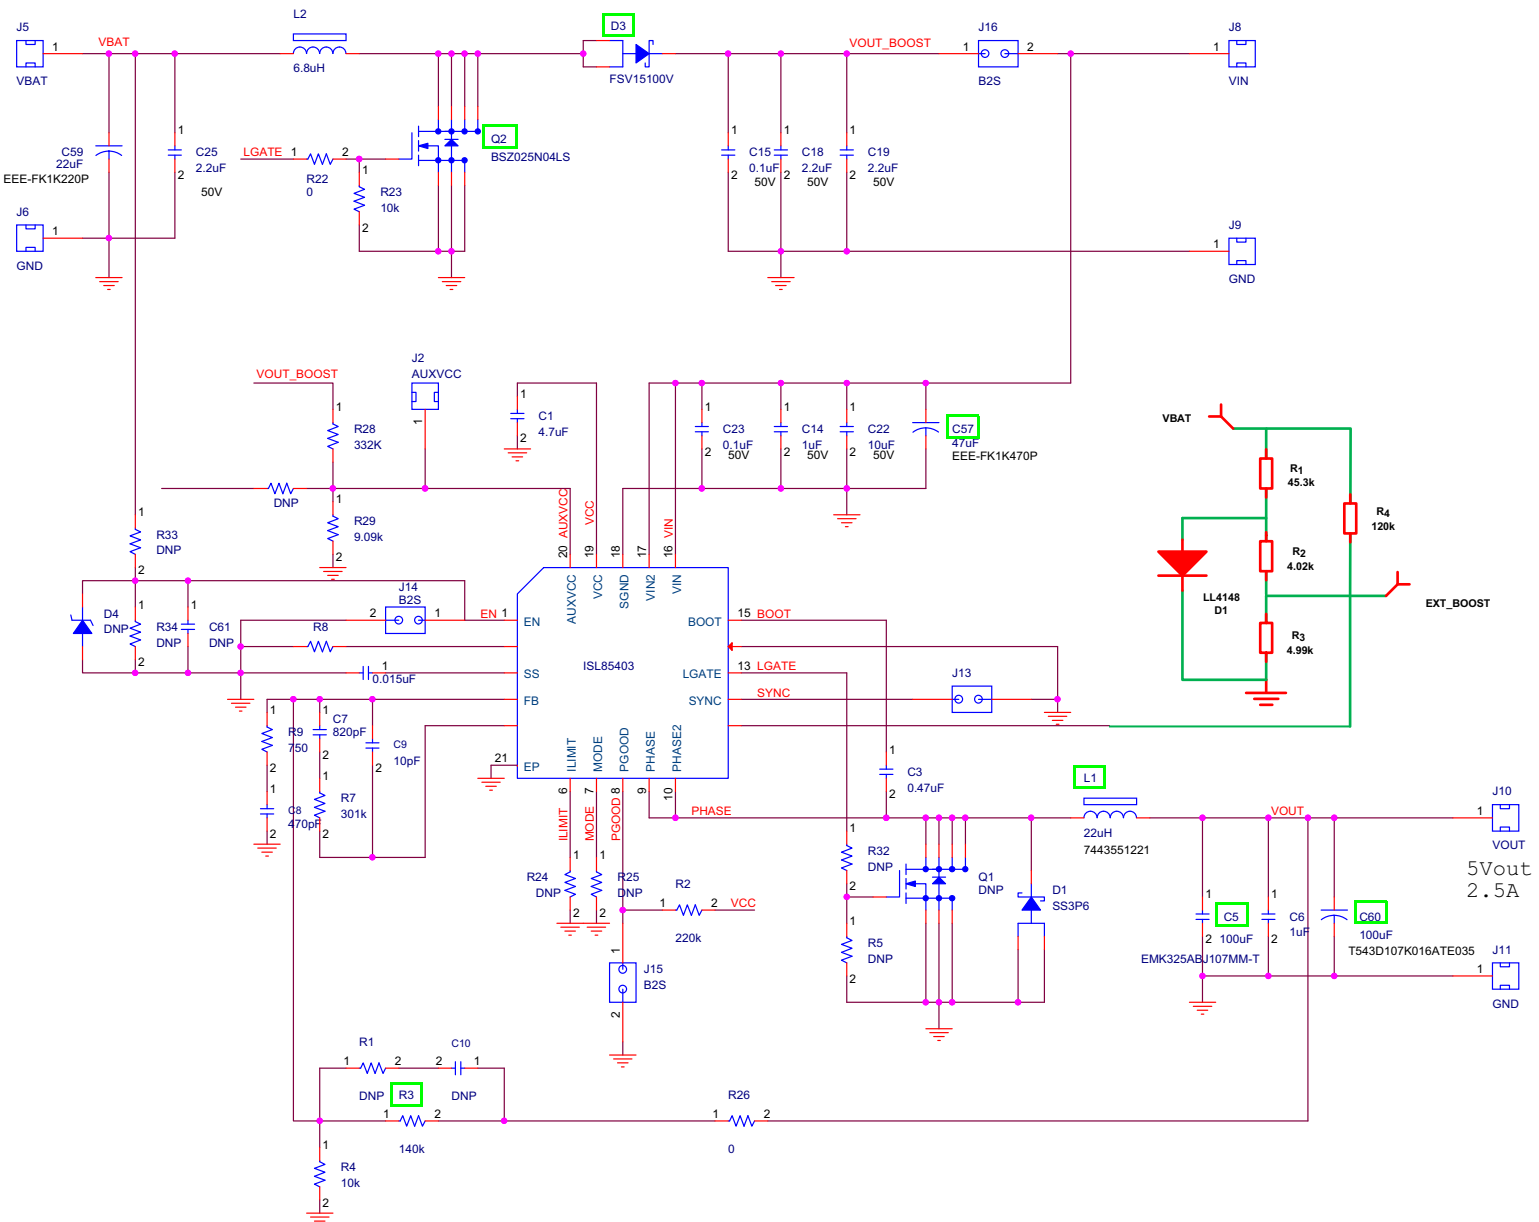 J5
1
VBAT
VBAT
L2
6.8uH
D3
FSV15100V
VOUT_BOOST
J16
1
2
B2S
J8
1
VIN
C59
22uF
EEE-FK1K220P
1
C25
2.2uF
2
50V
LGATE
1
2
R22
0
1
R23
10k
2
Q2
BSZ025N04LS
1
C15
0.1uF
2
50V
1
C18
2.2uF
2
50V
1
C19
2.2uF
2
50V
J6
1
GND
J9
1
GND
VOUT_BOOST
J2
AUXVCC
1
1
R28
332K
1
C1
4.7uF
2
1
C23
0.1uF
2
50V
1
C14
1uF
2
50V
1
C22
10uF
2
50V
C57
47uF
EEE-FK1K470P
VBAT
R1
45.3k
R4
120k
R2
4.02k
LL4148
D1
R3
4.99k
EXT_BOOST
DNP
1
R29
9.09k
2
AUXVCC
VCC
VIN
20
19
18
17
16
1
R33
DNP
2
D4
DNP
1
R34
DNP
2
1
C61
DNP
2
J14
B2S
2
1
EN
1
R8
1
0.015uF
AUXVCC
VCC
SGND
VIN2
VIN
EN
BOOT
15
BOOT
ISL85403
SS
LGATE
13
LGATE
FB
SYNC
SYNC
J13
1
R9
750
2
1
C7
820pF
2
C9
10pF
2
1
C8
470pF
2
1
R7
301k
2
21
EP
ILIMIT
MODE
PGOOD
PHASE
PHASE2
6
7
8
9
10
ILIMIT
MODE
PGOOD
PHASE
1
C3
0.47uF
2
L1
22uH
7443551221
VOUT
J10
1
VOUT
5Vout
2.5A
1
R24
DNP
2
1
R25
DNP
2
R2
1
2
VCC
220k
1
R32
DNP
2
Q1
DNP
D1
SS3P6
1
R5
DNP
2
1
C5
2
100uF
EMK325ABJ107MM-T
1
C6
1uF
2
C60
100uF
T543D107K016ATE035
J11
1
GND
1
J15
B2S
2
R1
1
2
DNP
C10
2
1
DNP
R3
1
2
140k
R26
1
2
0
1
R4
10k
2